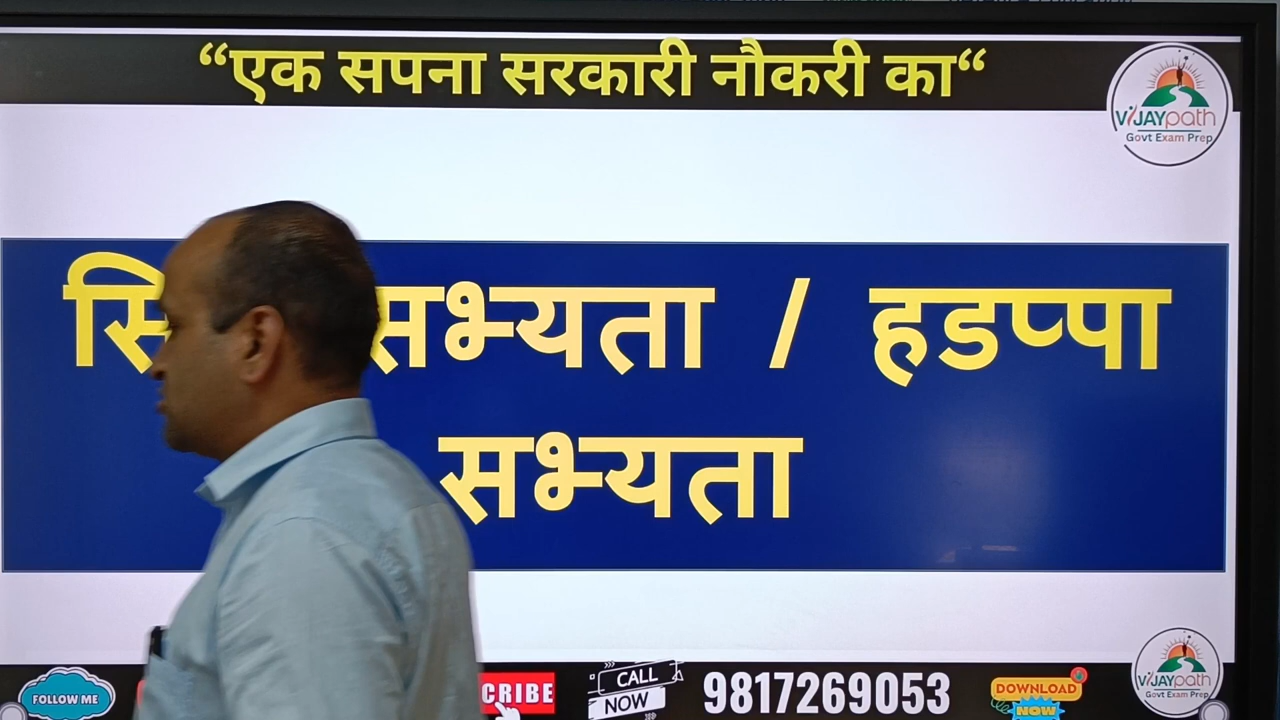 “एक सपना सरकारी नौकरी का“
VIJAYpath
Govt Exam Prep
सभ्यता / हडप्पा
सभ्यता
FOLLOW ME
CALL
NOW
9817269053
DOWNLOAD
NOW
VIJAYpath
Govt Exam Prep